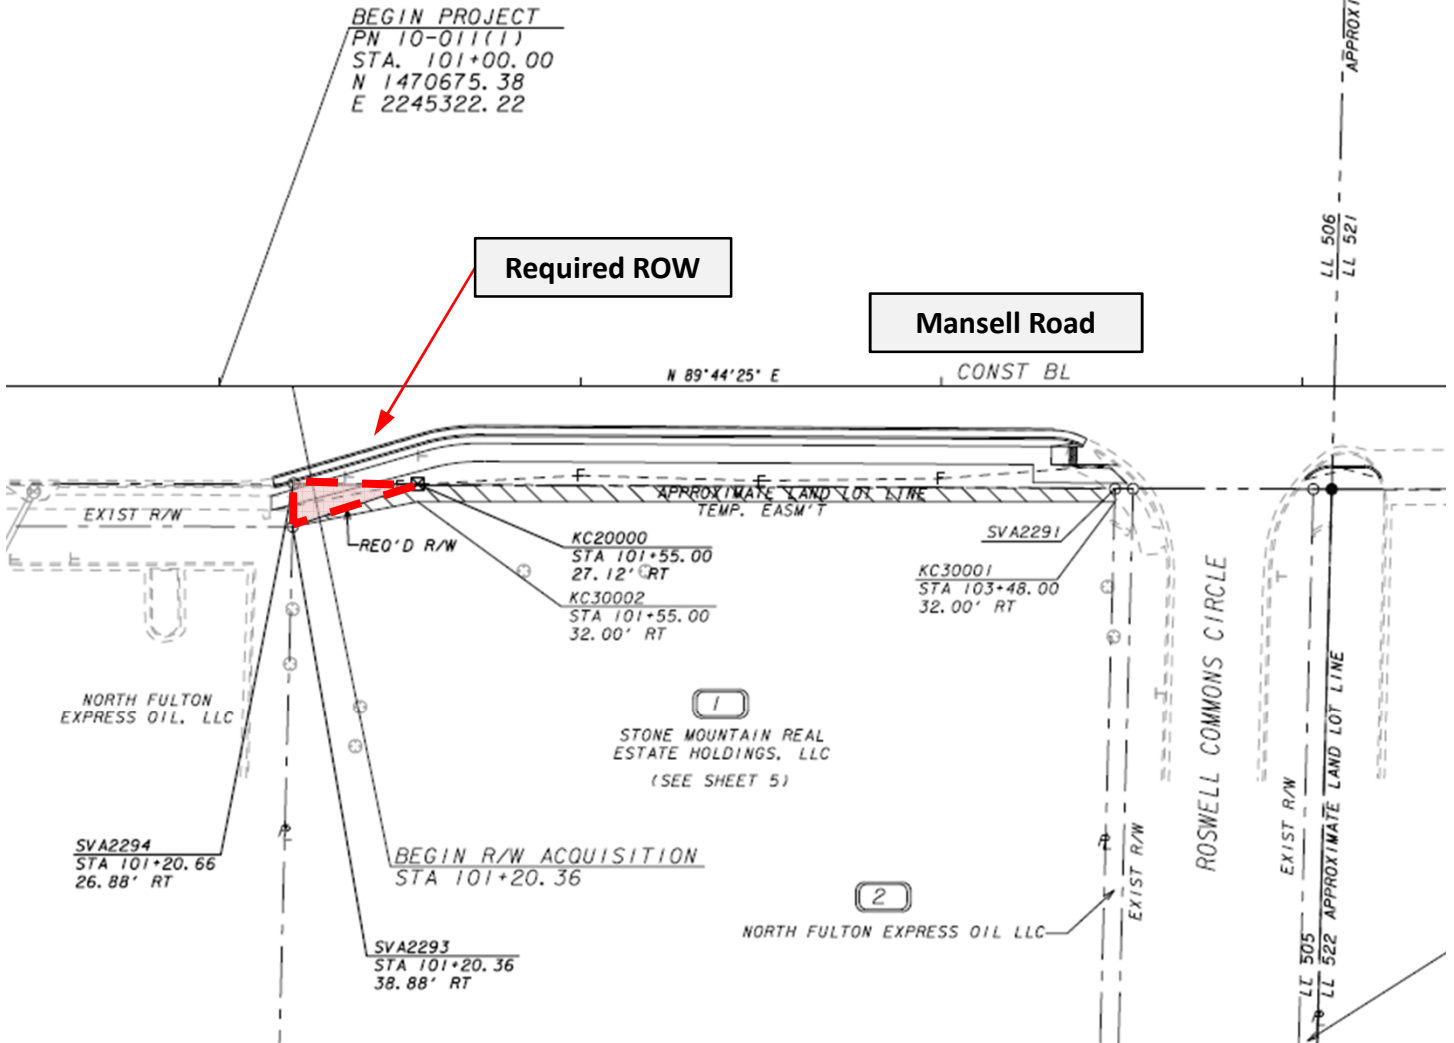 BEGIN PROJECT
PN 10-011(1)
STA. 101+00.00
N 1470675.38
E 2245322.22
APPROXI
LL 506
LL 521
Required ROW
Mansell Road
N 89°44'25" E
CONST BL
EXIST R/W
REQ'D R/W
APPROXIMATE LAND LOT LINE
TEMP. EASM'T
KC20000
STA 101+55.00
27.12' RT
KC30002
STA 101+55.00
32.00' RT
SVA2291
KC30001
STA 103+48.00
32.00' RT
NORTH FULTON
EXPRESS OIL, LLC
1
STONE MOUNTAIN REAL
ESTATE HOLDINGS, LLC
(SEE SHEET 5)
ROSWELL COMMONS CIRCLE
SVA2294
STA 101+20.66
26.88' RT
BEGIN R/W ACQUISITION
STA 101+20.36
SVA2293
STA 101+20.36
38.88' RT
2
NORTH FULTON EXPRESS OIL LLC
EXIST R/W
EXIST R/W
LL 505
LL 522 APPROXIMATE LAND LOT LINE